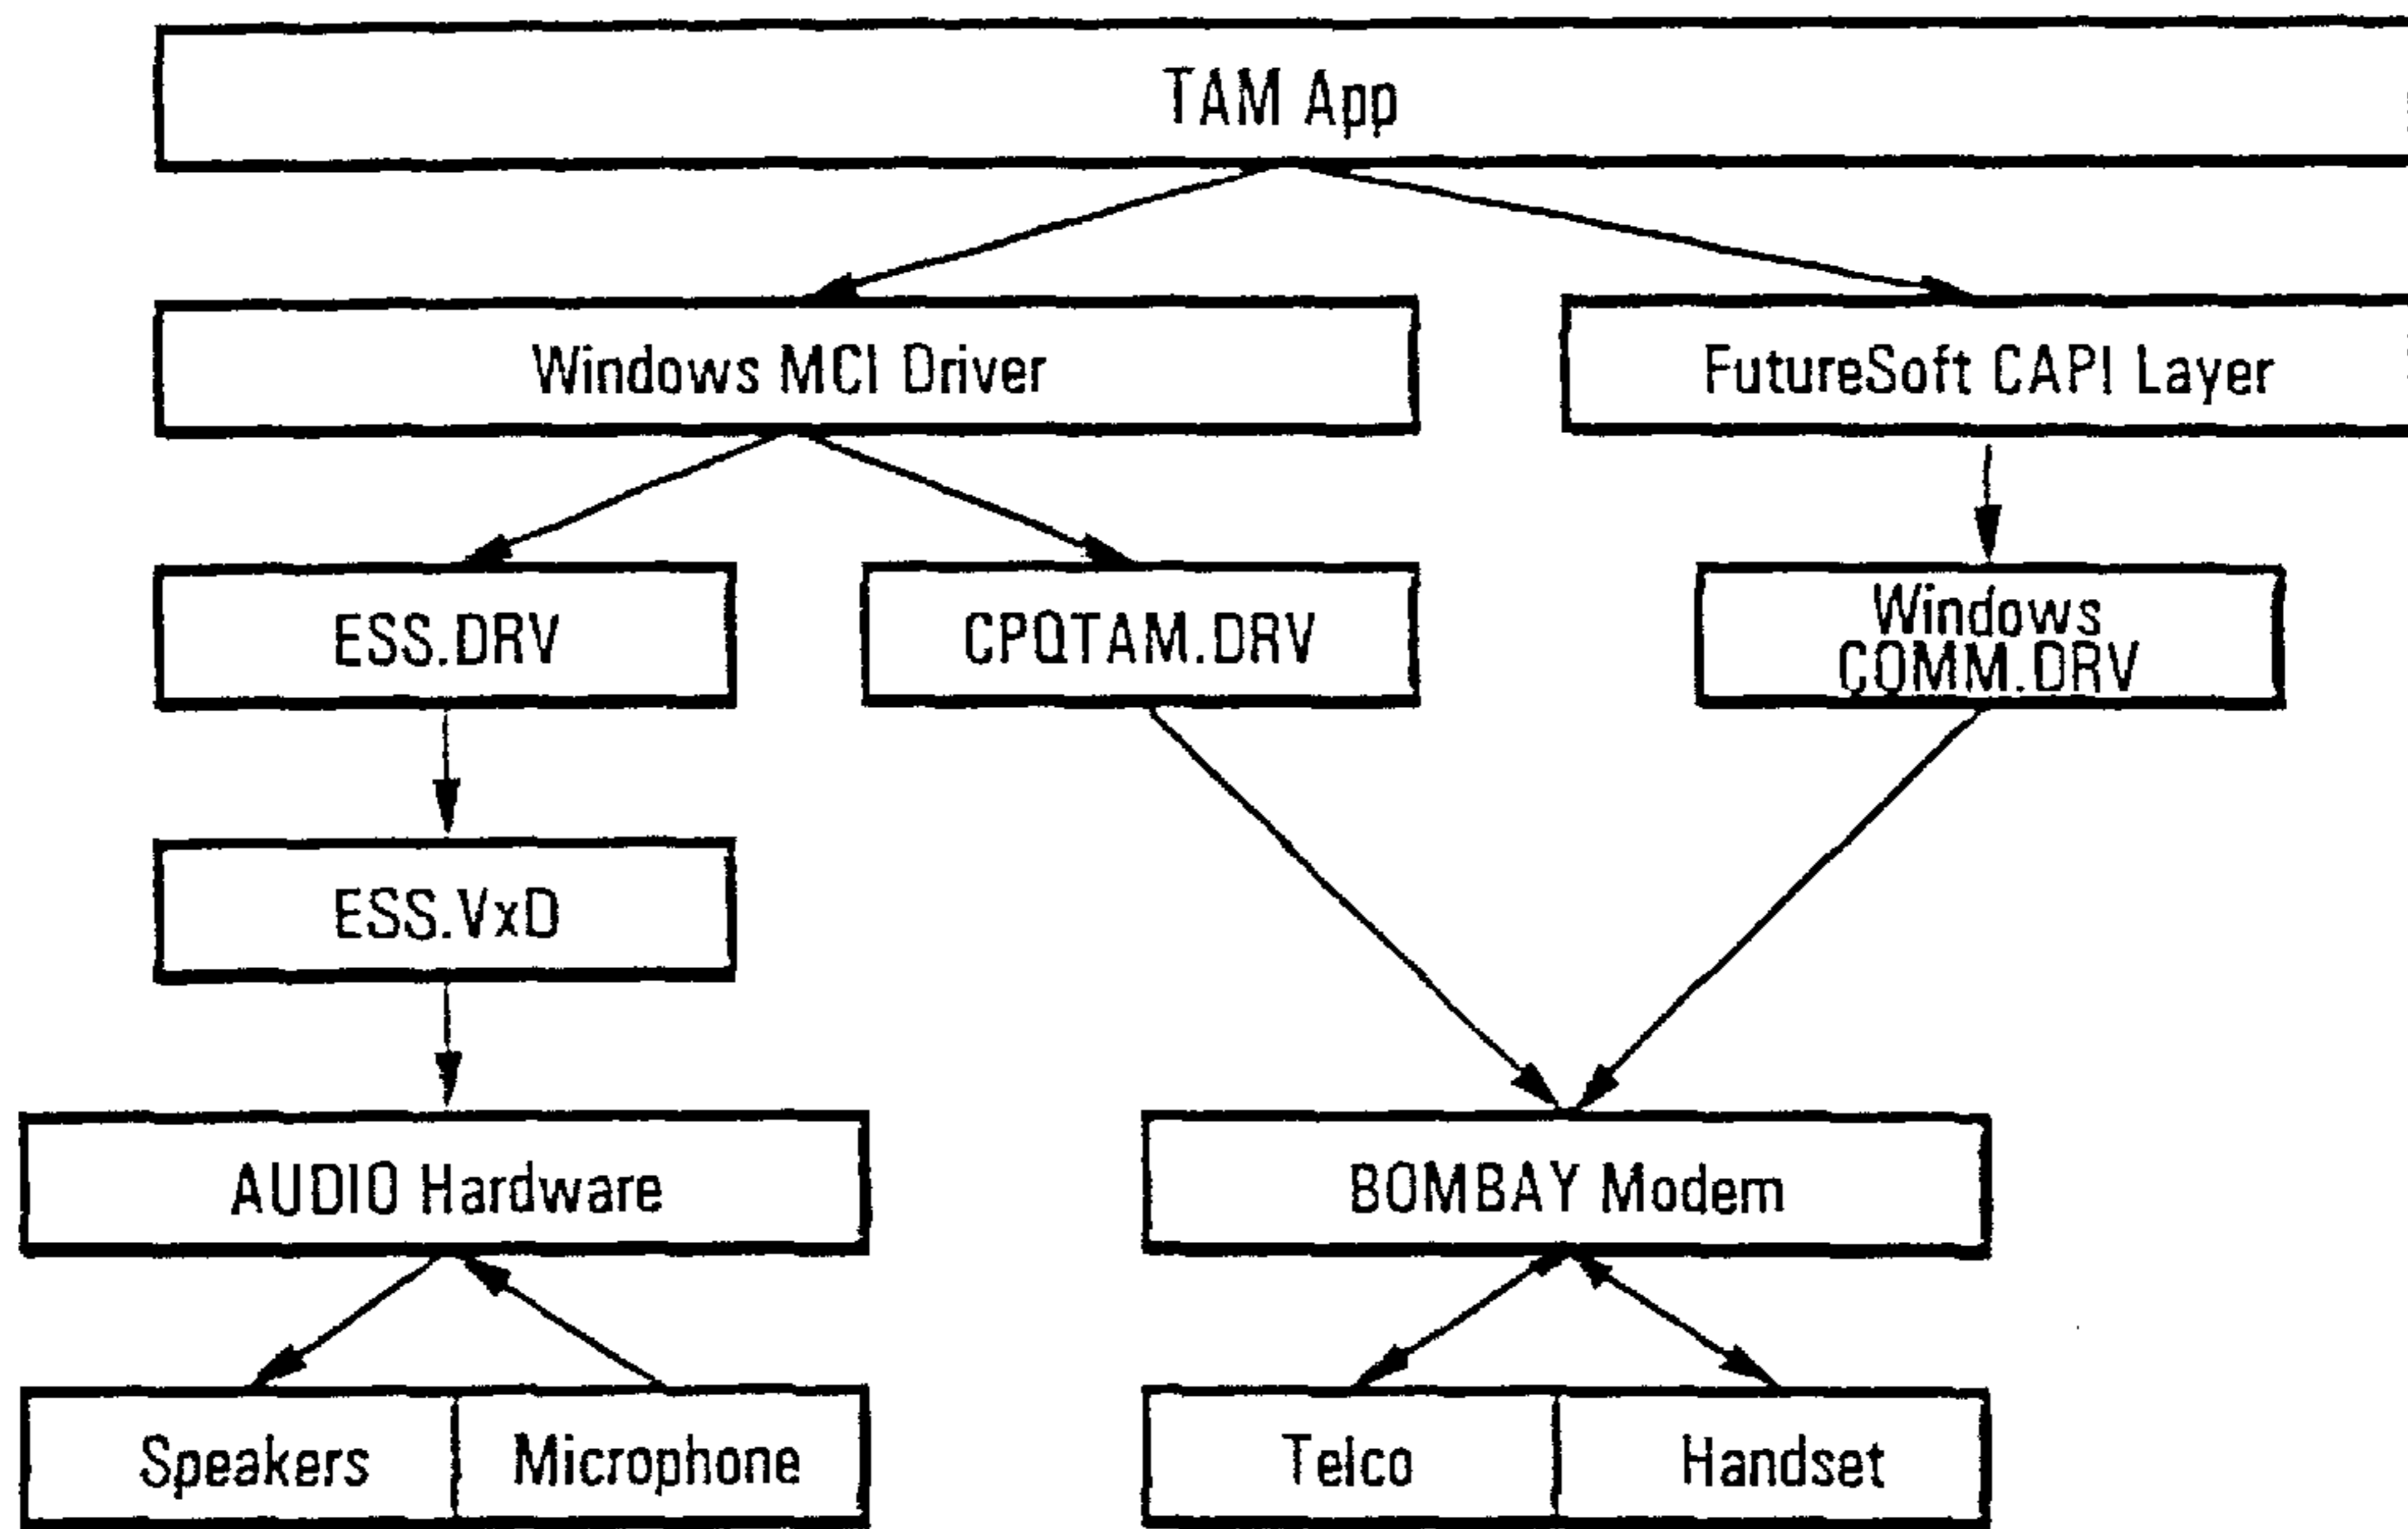 TAM App
Windows MCI Driver
FutureSoft CAPI Layer
ESS.DRV
CPQTAM.DRV
Windows
COMM.DRV
ESS.VxD
AUDIO Hardware
BOMBAY Modem
Speakers
Microphone
Telco
Handset